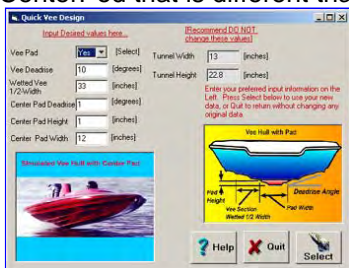 CenterPod that is different tha
Quick Vee Design
Input Desired values here...
[Recommend DO NOT
change these values]
Vee Pad Yes [Select]
Vee Deadrise 10 [degrees]
Wetted Vee
1/2-Width 33 [inches]
Center Pad Deadrise 1 [degrees]
Center Pad Height 1 [inches]
Center Pad Width 12 [inches]
Tunnel Width 13 [inches]
Tunnel Height 22.8 [inches]
Enter your preferred input information on the
Left. Press Select below to use your new
data, or Quit to return without changing any
original data.
Simulated Vee Hull with Center Pad
Vee Hull with Pad
Pad
Height
Deadrise Angle
Vee Section
Wetted 1/2 Width
Pad Width
? Help
Quit
Select